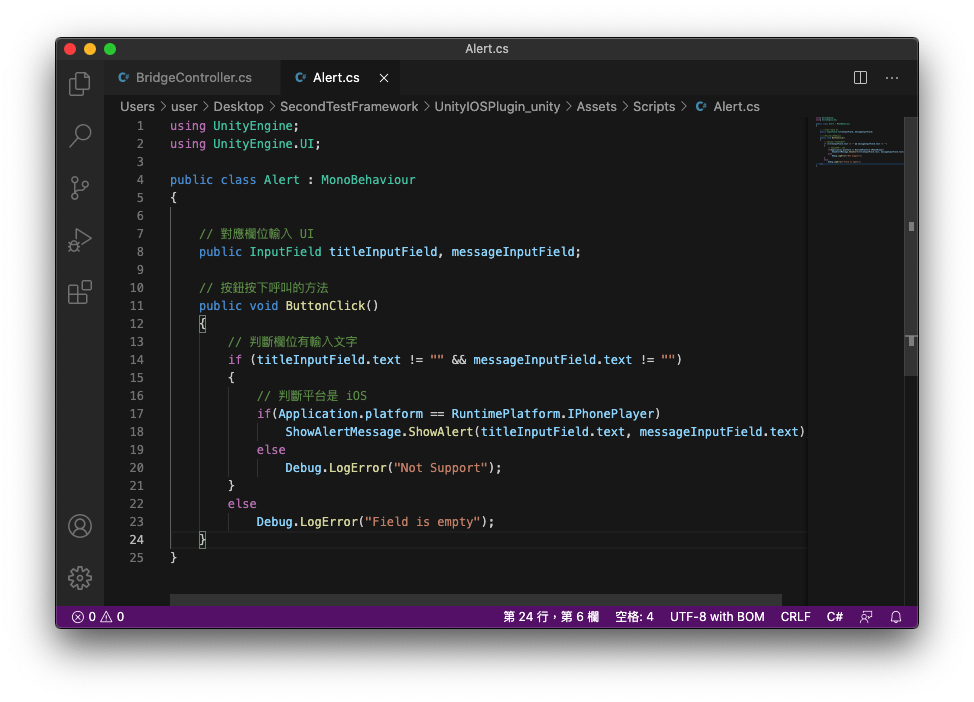 Alert.cs
BridgeController.cs
Alert.cs
Users > user > Desktop > SecondTestFramework > UnityIOSPlugin_unity > Assets > Scripts > Alert.cs
1 using UnityEngine;
2 using UnityEngine.UI;
3
4 public class Alert : MonoBehaviour
5 {
6
7 // 對應欄位輸入 UI
8 public InputField titleInputField, messageInputField;
9
10 // 按鈕按下呼叫的方法
11 public void ButtonClick()
12 {
13 // 判斷欄位有輸入文字
14 if (titleInputField.text != "" && messageInputField.text != "")
15 {
16 // 判斷平台是 iOS
17 if(Application.platform == RuntimePlatform.IPhonePlayer)
18 ShowAlertMessage.ShowAlert(titleInputField.text, messageInputField.text)
19 else
20 Debug.LogError("Not Support");
21 }
22 else
23 Debug.LogError("Field is empty");
24 }
25 }
0 0 第 24 行，第 6 欄 空格: 4 UTF-8 with BOM CRLF C#